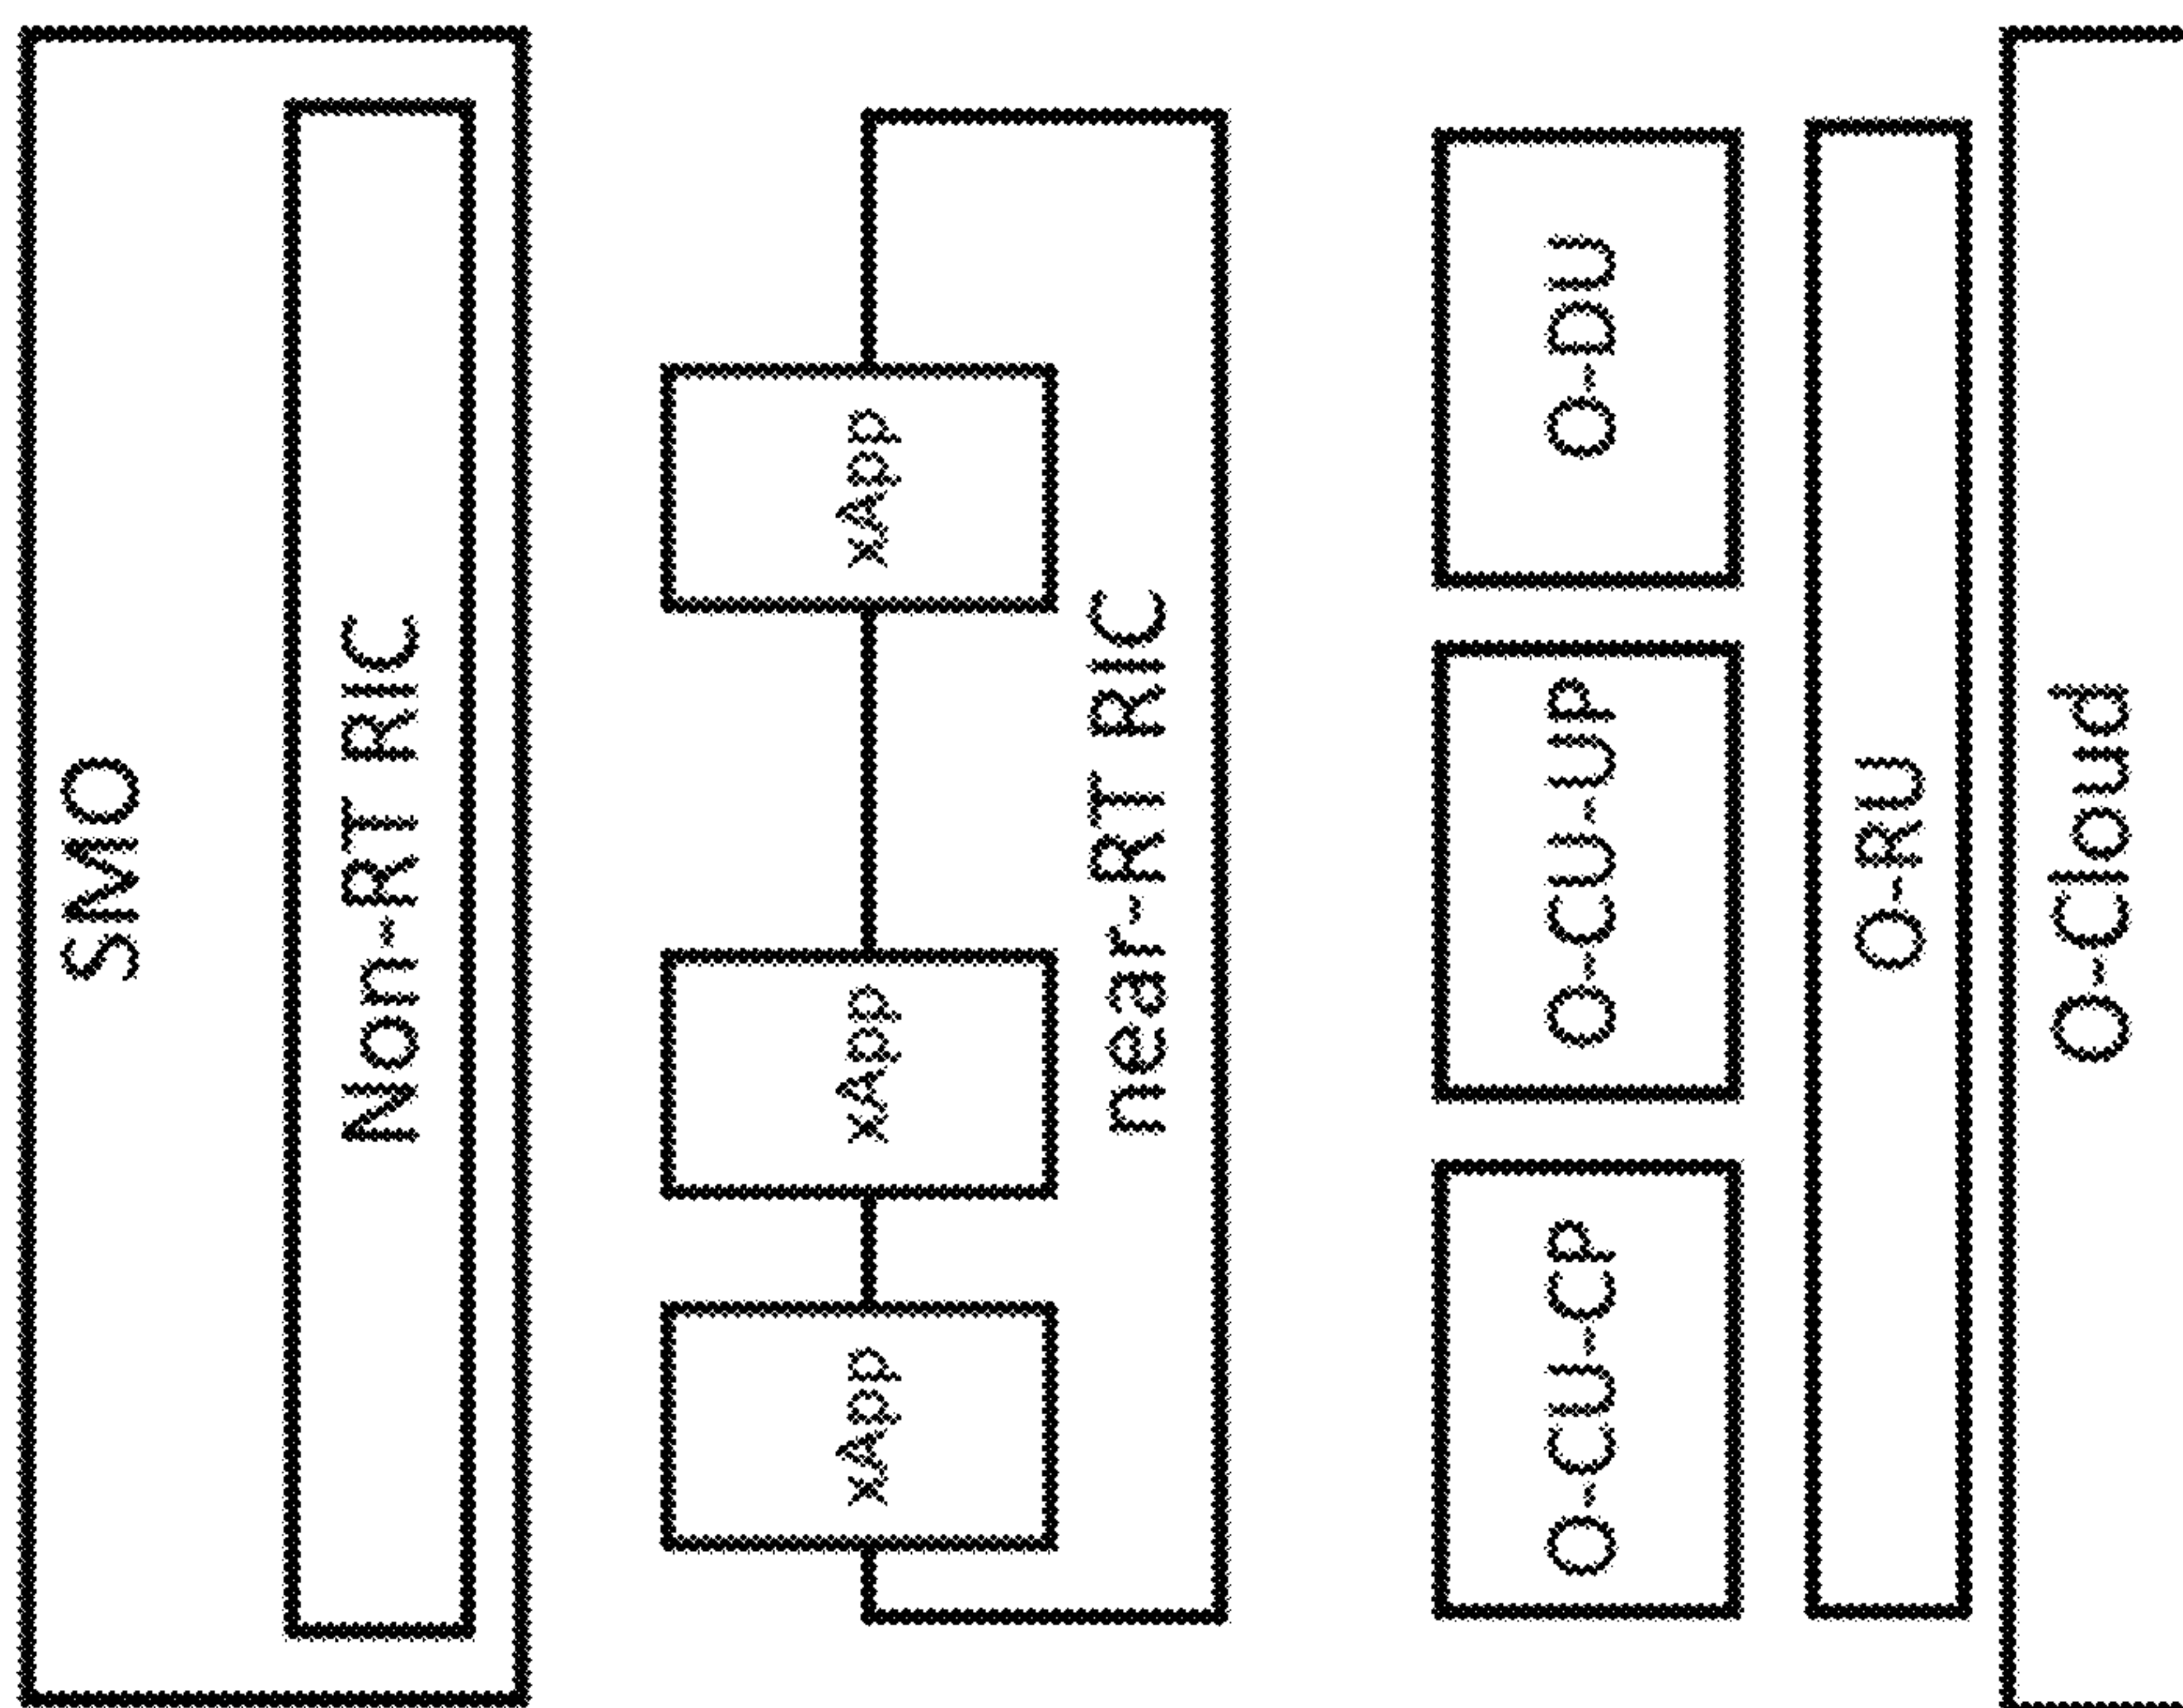 SMO
Non-RT RIC
xApp
xApp
xApp
near-RT RIC
O-CU-CP
O-CU-UP
O-DU
O-RU
O-Cloud